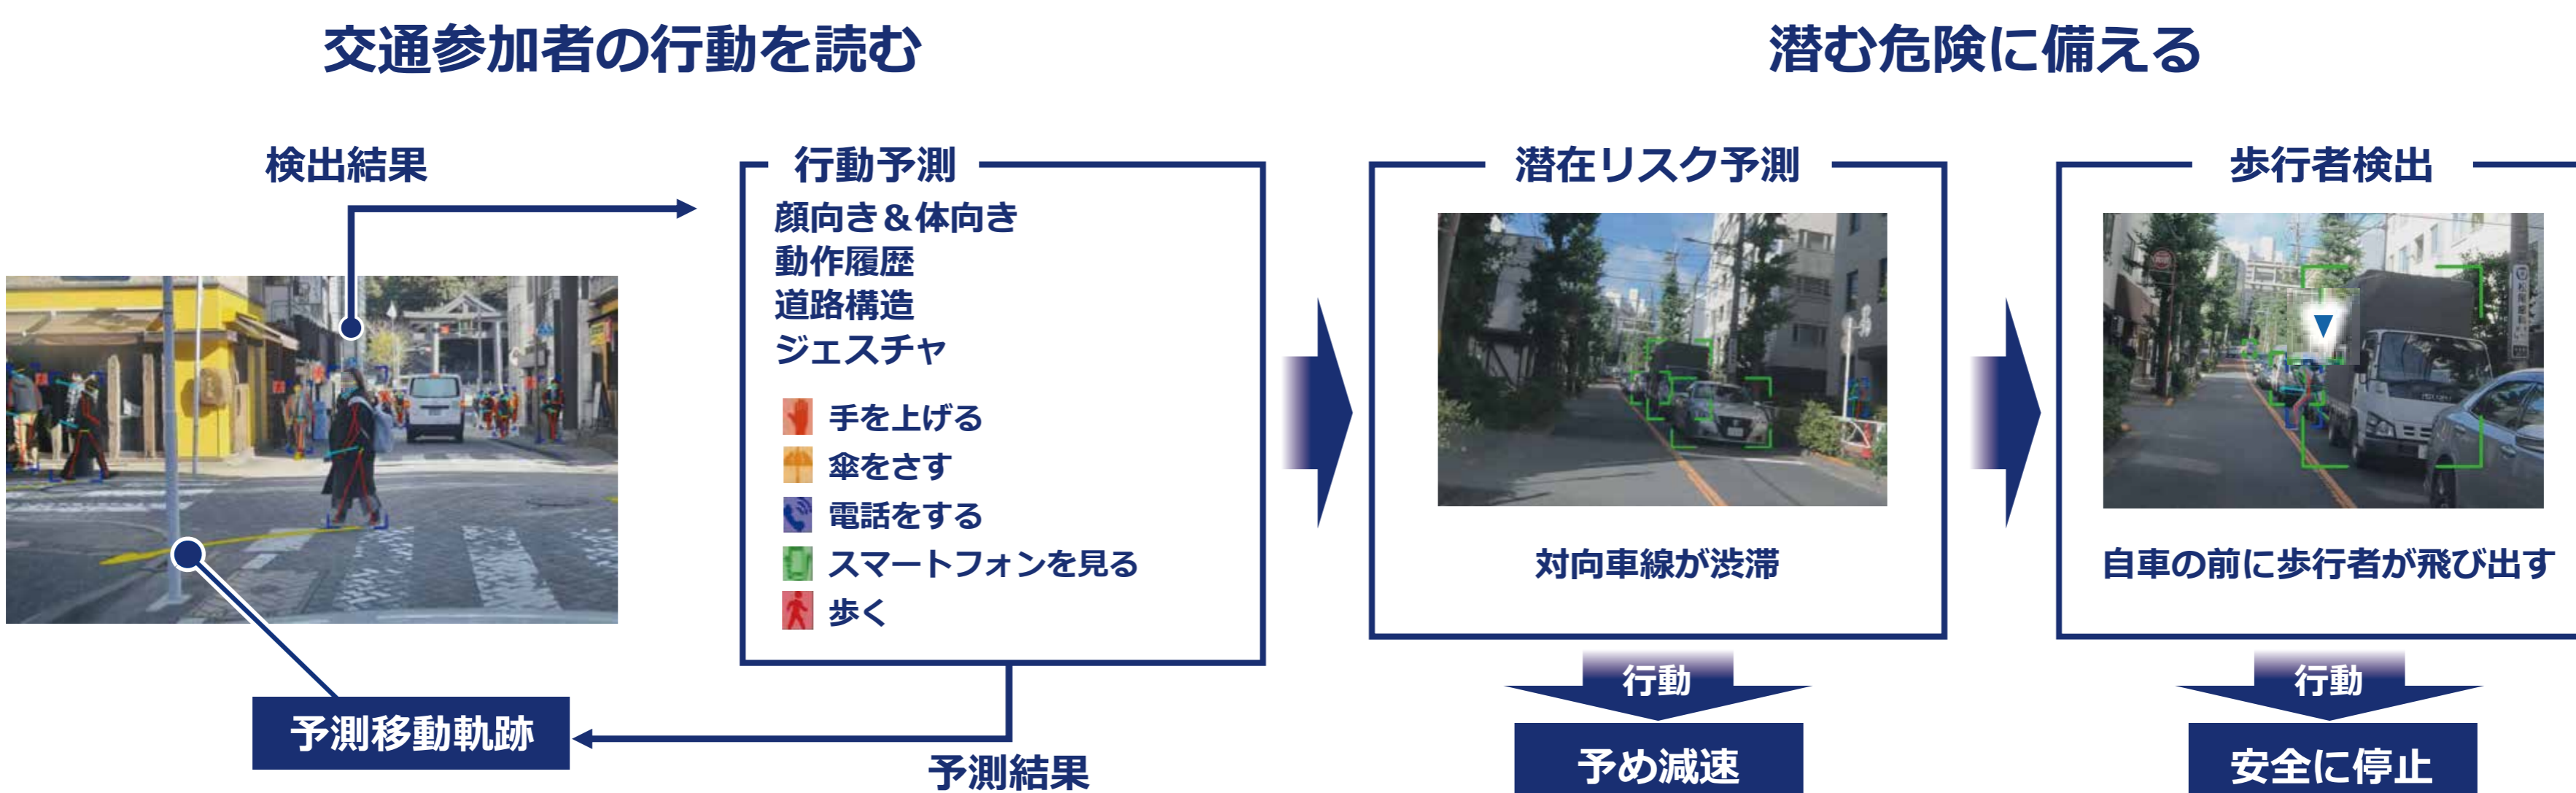 交通参加者の行動を読む
潜む危険に備える
検出結果
行動予測
顔向き＆体向き
動作履歴
道路構造
ジェスチャ
手を上げる
傘をさす
電話をする
スマートフォンを見る
歩く
予測移動軌跡
予測結果
潜在リスク予測
対向車線が渋滞
行動
予め減速
歩行者検出
自車の前に歩行者が飛び出す
行動
安全に停止